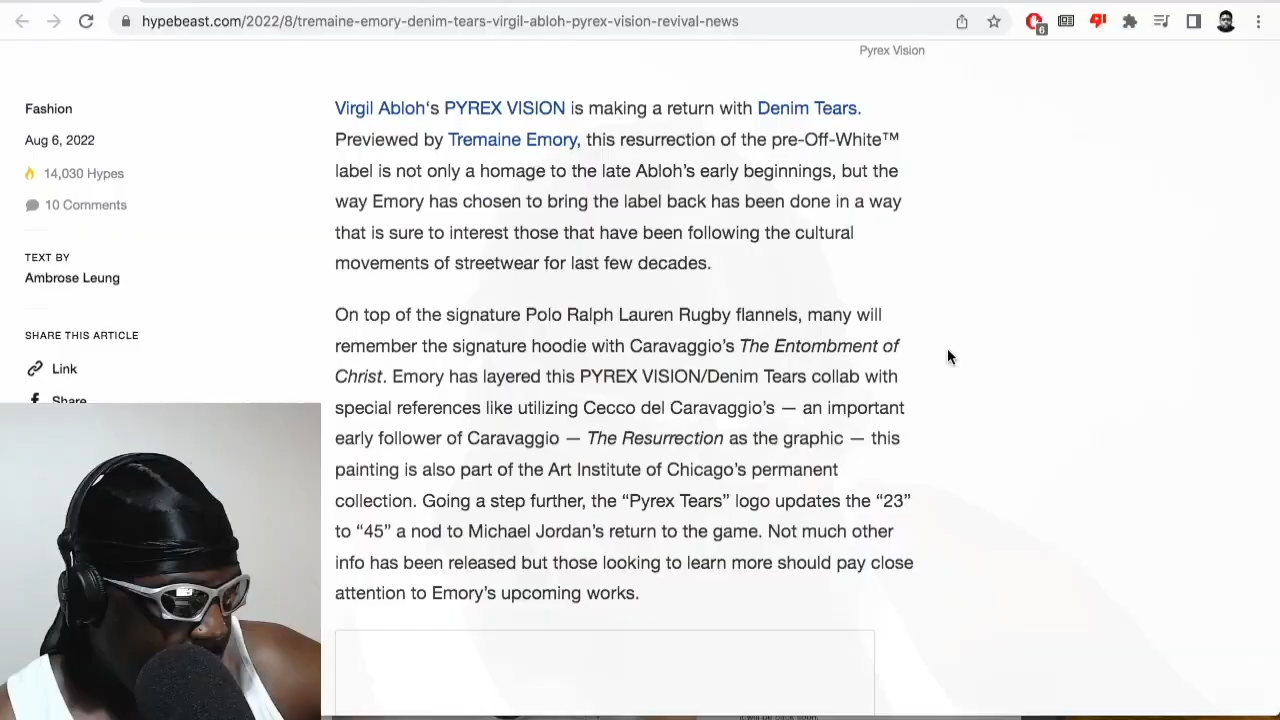 hypebeast.com/2022/8/tremaine-emory-denim-tears-virgil-abloh-pyrex-vision-revival-news
6
Pyrex Vision
Fashion
Aug 6, 2022
14,030 Hypes
10 Comments
TEXT BY
Ambrose Leung
SHARE THIS ARTICLE
Link
Share
Virgil Abloh‘s PYREX VISION is making a return with Denim Tears.
Previewed by Tremaine Emory, this resurrection of the pre-Off-White™
label is not only a homage to the late Abloh’s early beginnings, but the
way Emory has chosen to bring the label back has been done in a way
that is sure to interest those that have been following the cultural
movements of streetwear for last few decades.
On top of the signature Polo Ralph Lauren Rugby flannels, many will
remember the signature hoodie with Caravaggio’s The Entombment of
Christ. Emory has layered this PYREX VISION/Denim Tears collab with
special references like utilizing Cecco del Caravaggio’s — an important
early follower of Caravaggio — The Resurrection as the graphic — this
painting is also part of the Art Institute of Chicago’s permanent
collection. Going a step further, the “Pyrex Tears” logo updates the “23”
to “45” a nod to Michael Jordan’s return to the game. Not much other
info has been released but those looking to learn more should pay close
attention to Emory’s upcoming works.